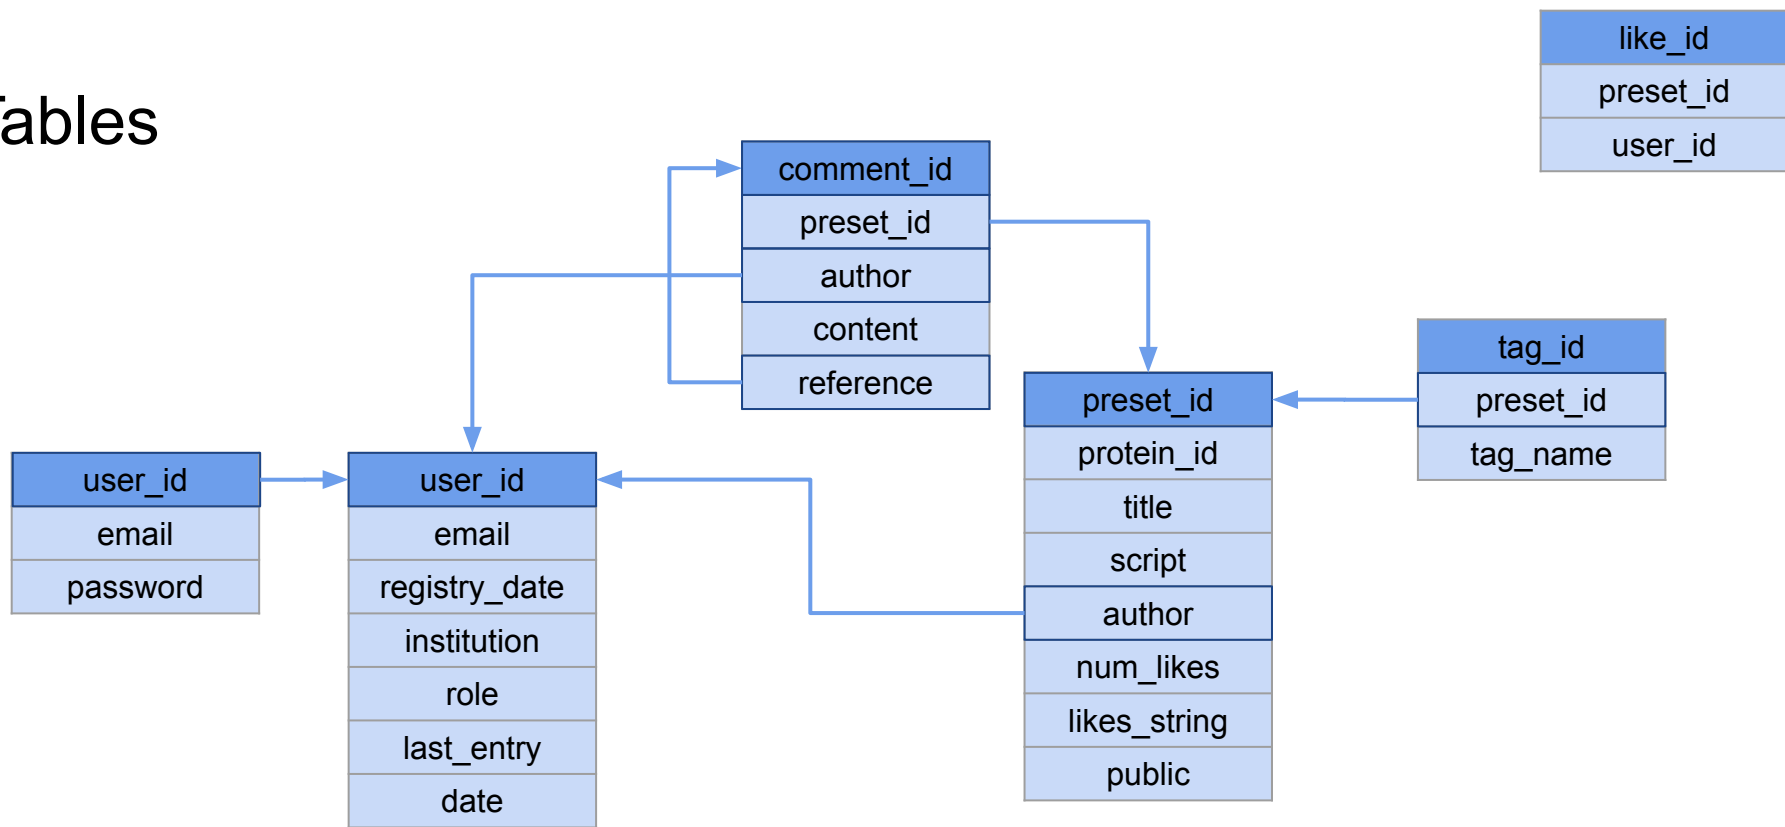 Tables
like_id
preset_id
user_id
comment_id
preset_id
author
content
reference
tag_id
preset_id
tag_name
preset_id
protein_id
title
script
author
num_likes
likes_string
public
user_id
email
password
user_id
email
registry_date
institution
role
last_entry
date